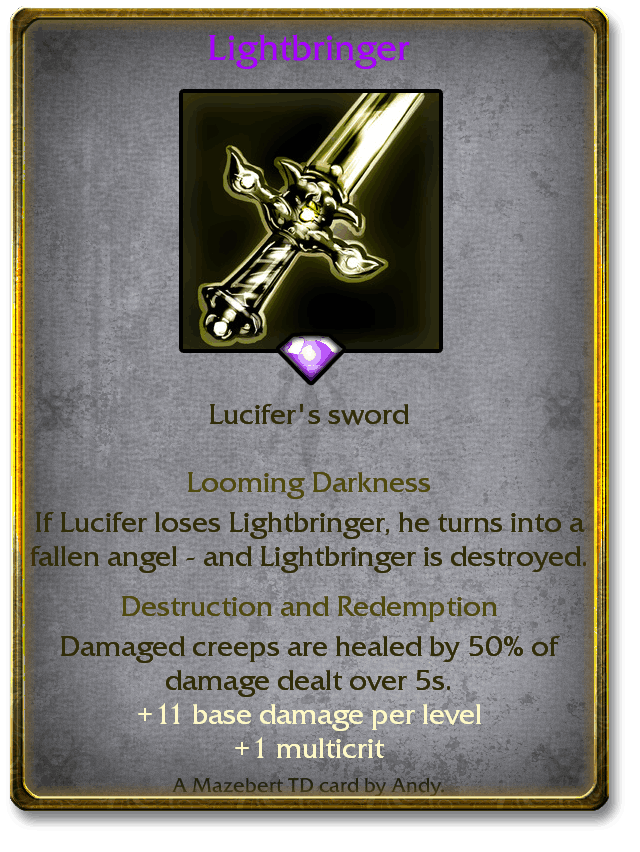 Lightbringer
Lucifer's sword
Looming Darkness
If Lucifer loses Lightbringer, he turns into a
fallen angel - and Lightbringer is destroyed.
Destruction and Redemption
Damaged creeps are healed by 50% of
damage dealt over 5s.
+11 base damage per level
+1 multicrit
A Mazebert TD card by Andy.